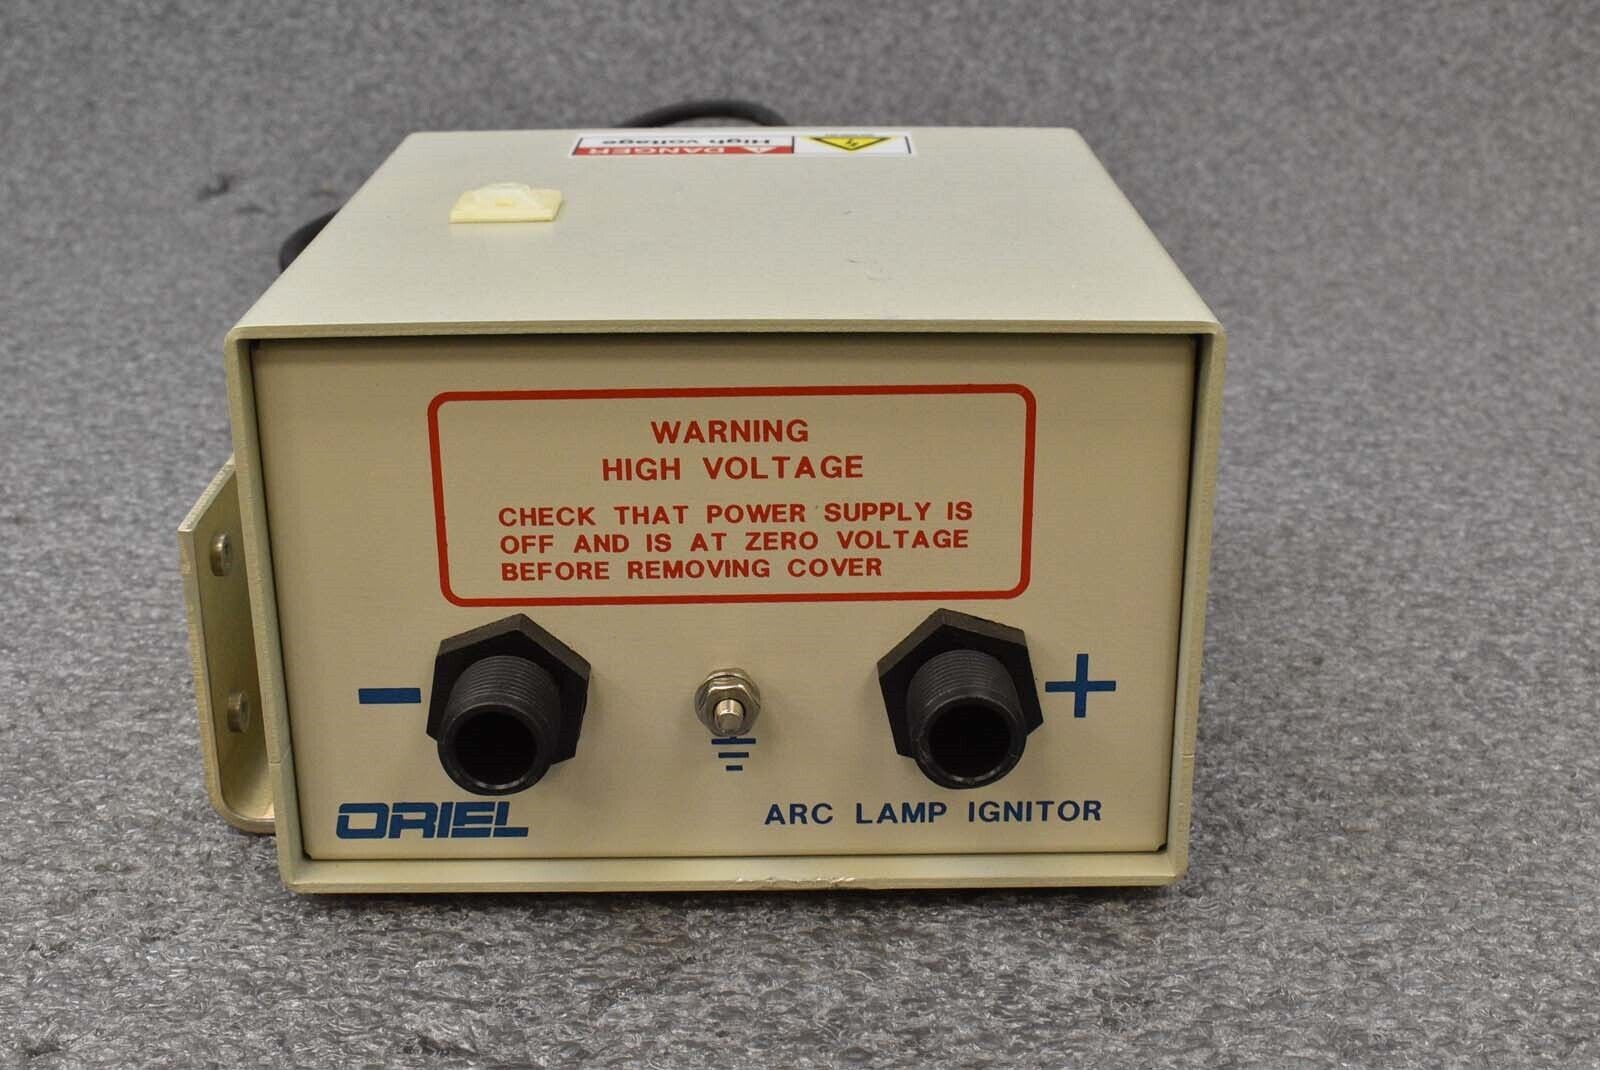 DANGER
High voltage
WARNING
HIGH VOLTAGE
CHECK THAT POWER SUPPLY IS
OFF AND IS AT ZERO VOLTAGE
BEFORE REMOVING COVER
- +
ORIEL
ARC LAMP IGNITOR